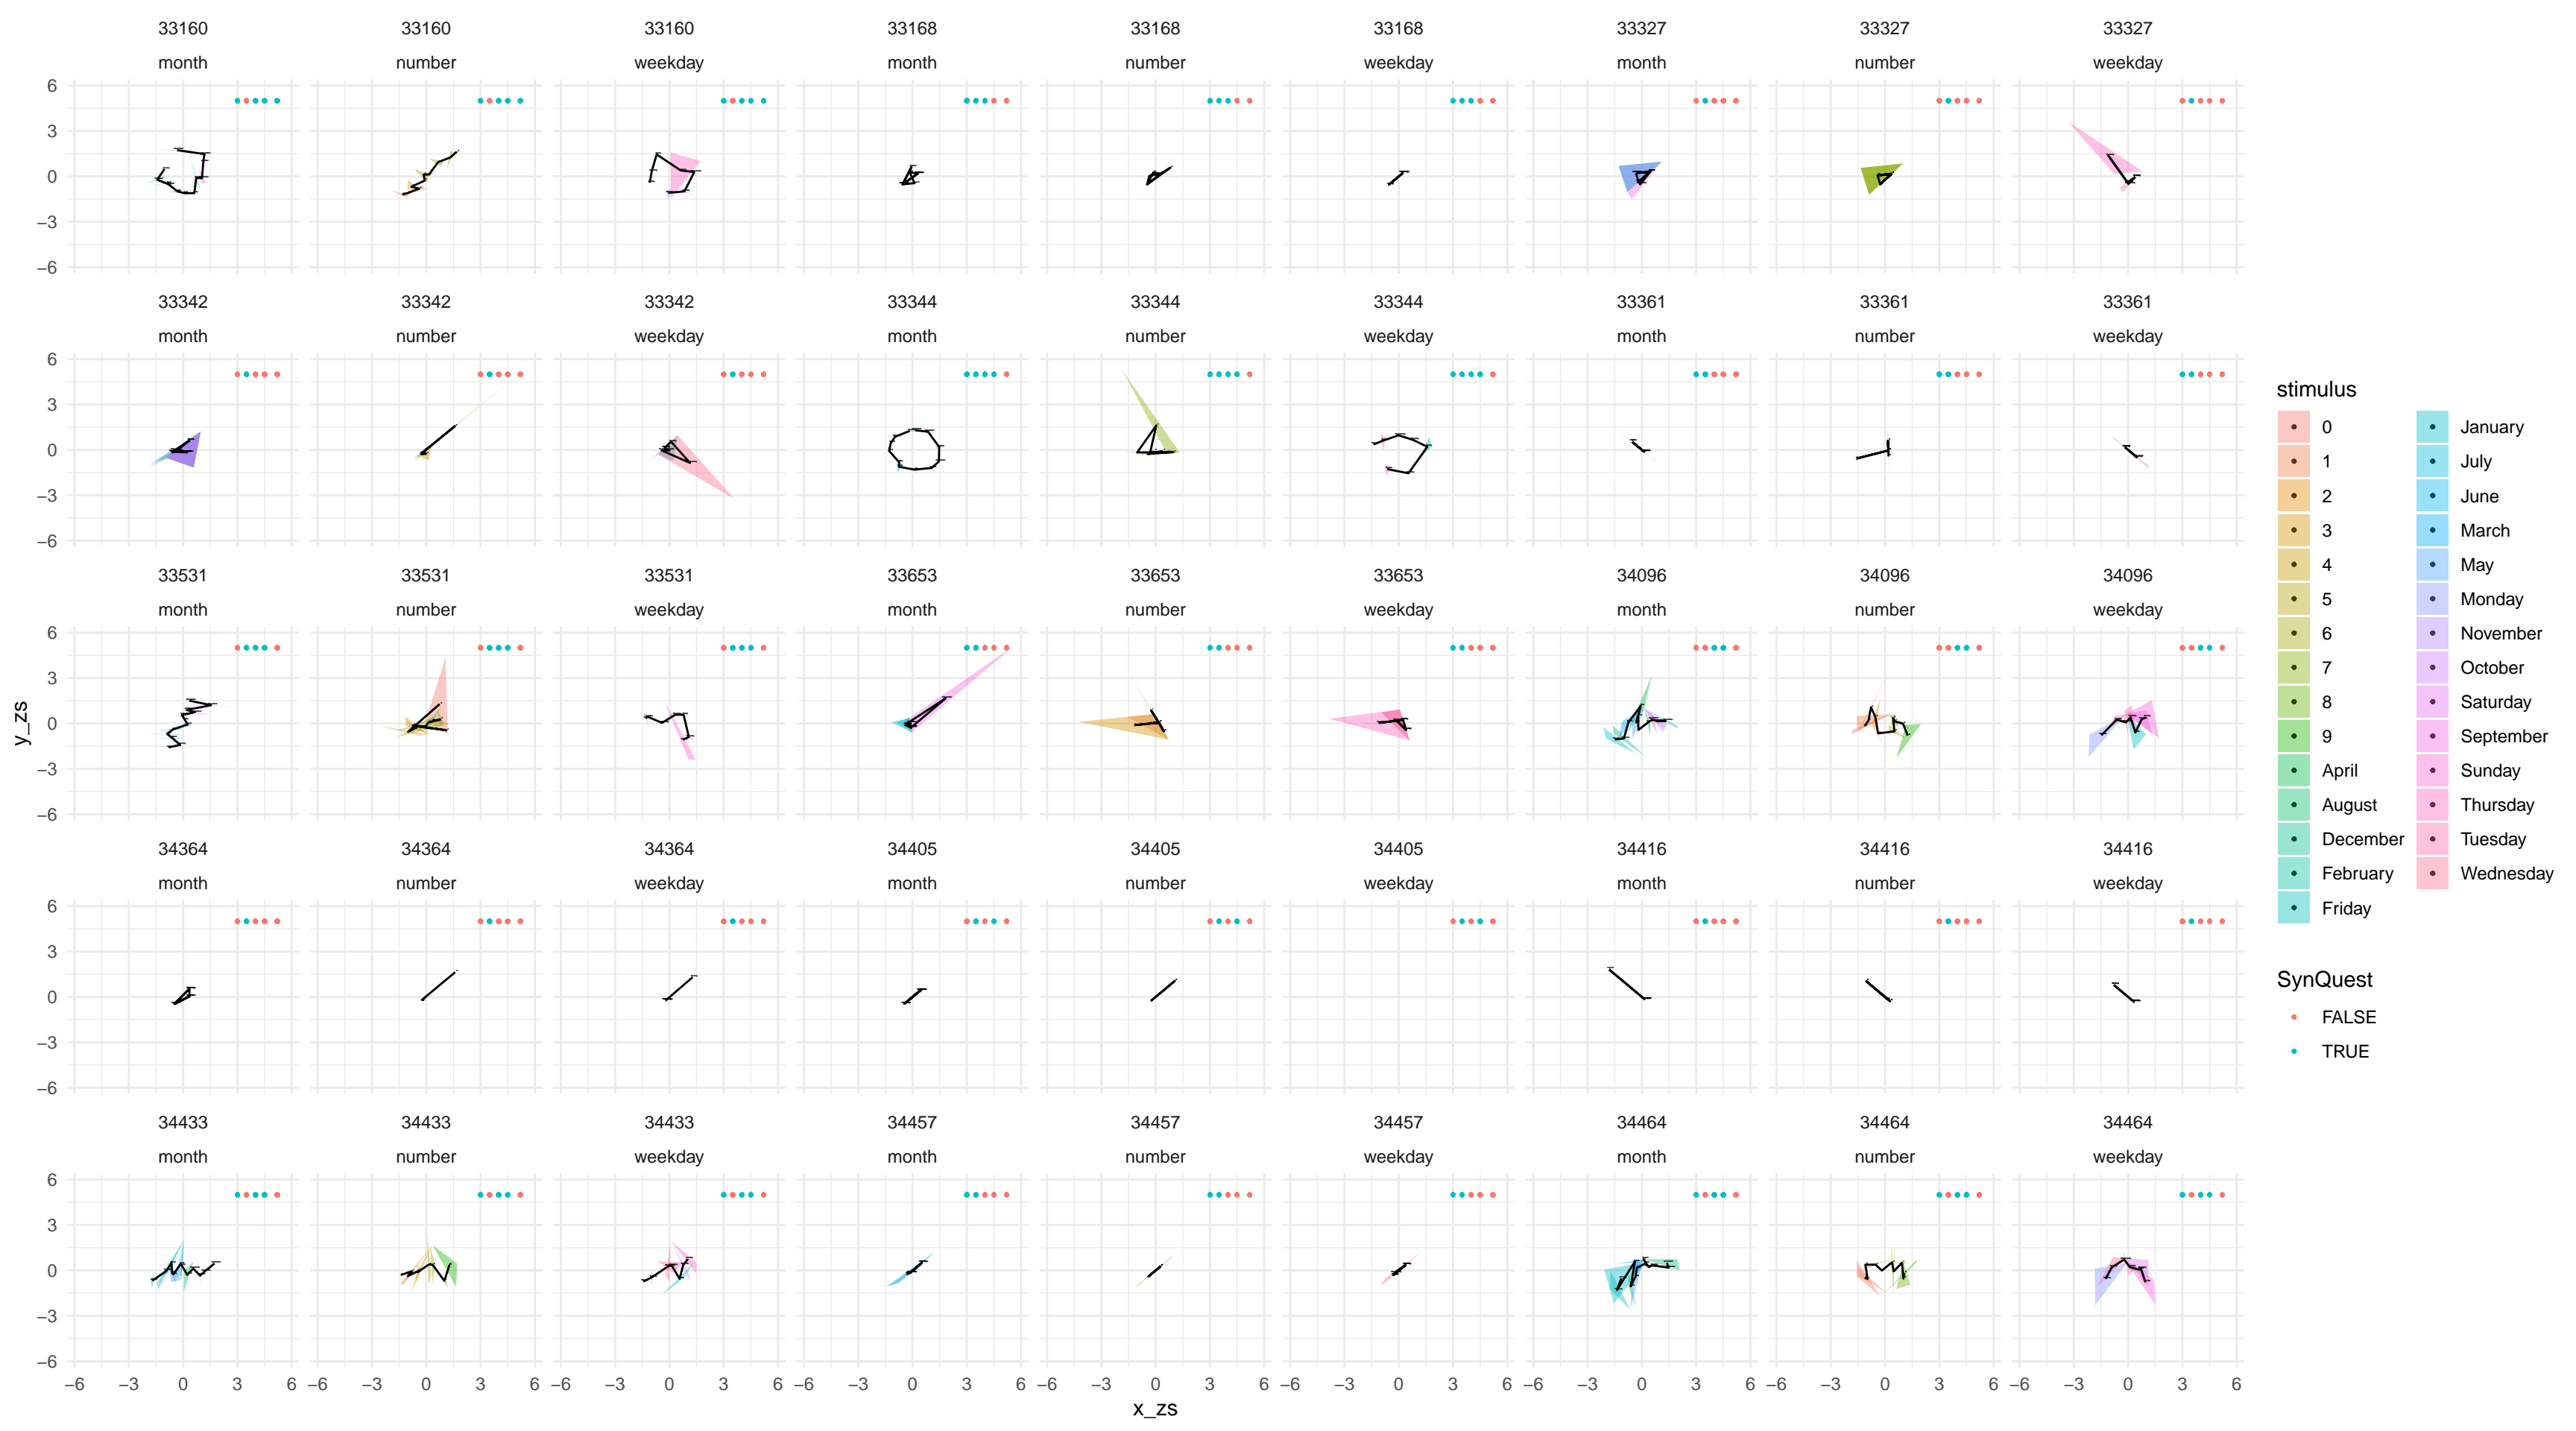 33160 33160 33160 33168 33168 33168 33327 33327 33327
month number weekday month number weekday month number weekday
6
3
0
−3
−6
33342 33342 33342 33344 33344 33344 33361 33361 33361
month number weekday month number weekday month number weekday
6
3
0
−3
−6
33531 33531 33531 33653 33653 33653 34096 34096 34096
month number weekday month number weekday month number weekday
6
3
0
−3
−6
34364 34364 34364 34405 34405 34405 34416 34416 34416
month number weekday month number weekday month number weekday
6
3
0
−3
−6
34433 34433 34433 34457 34457 34457 34464 34464 34464
month number weekday month number weekday month number weekday
6
3
0
−3
−6
−6 −3 0 3 6 −6 −3 0 3 6 −6 −3 0 3 6 −6 −3 0 3 6 −6 −3 0 3 6 −6 −3 0 3 6 −6 −3 0 3 6 −6 −3 0 3 6 −6 −3 0 3 6
x_zs
y_zs
stimulus
0
1
2
3
4
5
6
7
8
9
April
August
December
February
Friday
January
July
June
March
May
Monday
November
October
Saturday
September
Sunday
Thursday
Tuesday
Wednesday
SynQuest
FALSE
TRUE